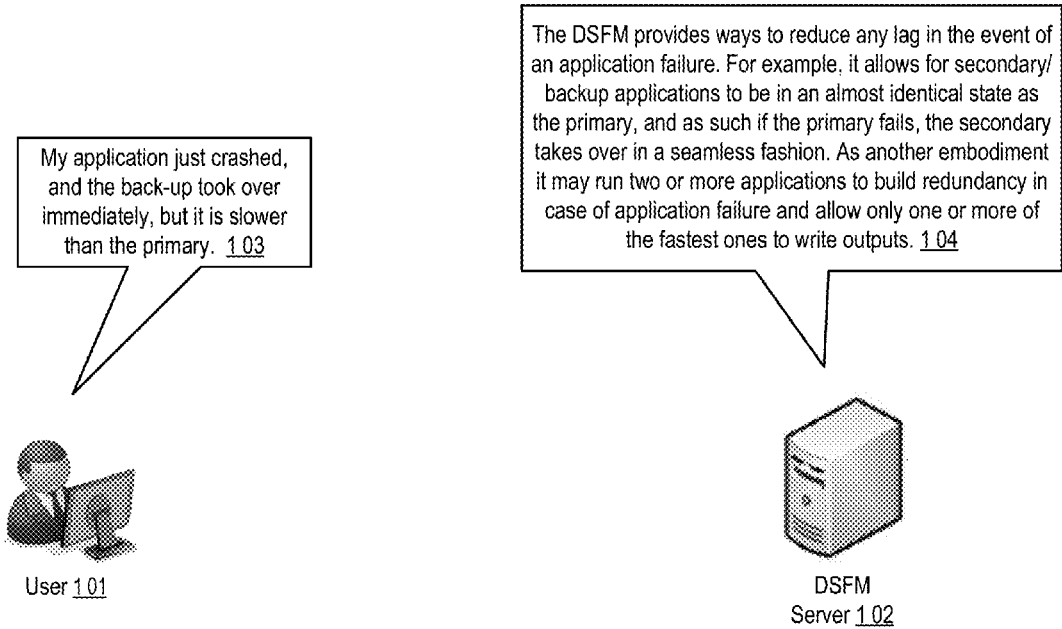 My application just crashed,
and the back-up took over
immediately, but it is slower
than the primary. 103
The DSFM provides ways to reduce any lag in the event of
an application failure. For example, it allows for secondary/
backup applications to be in an almost identical state as
the primary, and as such if the primary fails, the secondary
takes over in a seamless fashion. As another embodiment
it may run two or more applications to build redundancy in
case of application failure and allow only one or more of
the fastest ones to write outputs. 104
User 101
DSFM
Server 102